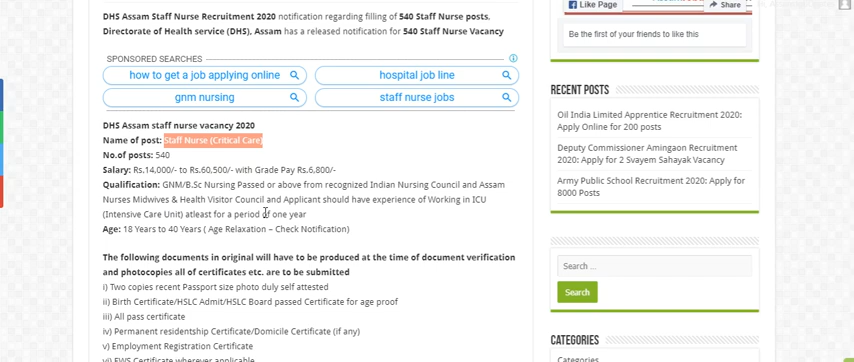 DHS Assam Staff Nurse Recruitment 2020 notification regarding filling of 540 Staff Nurse posts.
Directorate of Health service (DHS), Assam has a released notification for 540 Staff Nurse Vacancy
SPONSORED SEARCHES
how to get a job applying online
hospital job line
gnm nursing
staff nurse jobs
DHS Assam staff nurse vacancy 2020
Name of post: Staff Nurse (Critical Care)
No.of posts: 540
Salary: Rs,14,000/- to Rs.60,500/- with Grade Pay Rs.6,800/-
Qualification: GNM/B.Sc Nursing Passed or above from recognized Indian Nursing Council and Assam
Nurses Midwives & Health Visitor Council and Applicant should have experience of Working in ICU
(Intensive Care Unit) atleast for a period of one year
Age: 18 Years to 40 Years ( Age Relaxation – Check Notification)
The following documents in original will have to be produced at the time of document verification
and photocopies all of certificates etc. are to be submitted
i) Two copies recent Passport size photo duly self attested
ii) Birth Certificate/HSLC Admit/HSLC Board passed Certificate for age proof
iii) All pass certificate
iv) Permanent residentship Certificate/Domicile Certificate (if any)
v) Employment Registration Certificate
vi) EWS Certificate wherever applicable
Like Page
Share
Be the first of your friends to like this
RECENT POSTS
Oil India Limited Apprentice Recruitment 2020:
Apply Online for 200 posts
Deputy Commissioner Amingaon Recruitment
2020: Apply for 2 Svayem Sahayak Vacancy
Army Public School Recruitment 2020: Apply for
8000 Posts
Search ...
Search
CATEGORIES
Categories